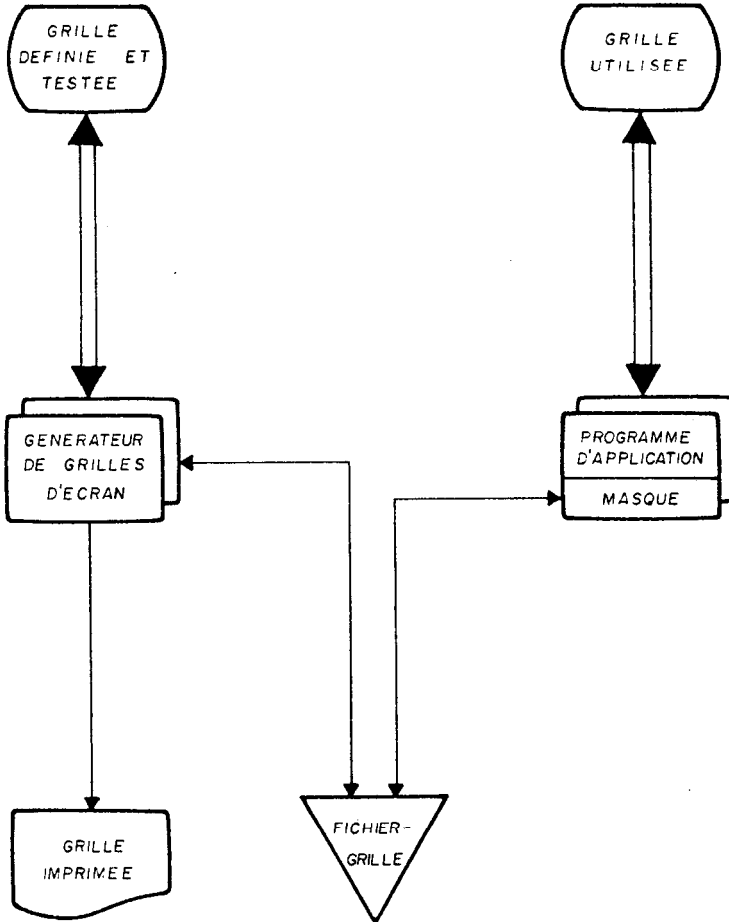 GRILLE
DEFINIE ET
TESTEE
GRILLE
UTILISEE
GENERATEUR
DE GRILLES
D'ECRAN
PROGRAMME
D'APPLICATION
MASQUE
GRILLE
IMPRIMEE
FICHIER-
GRILLE